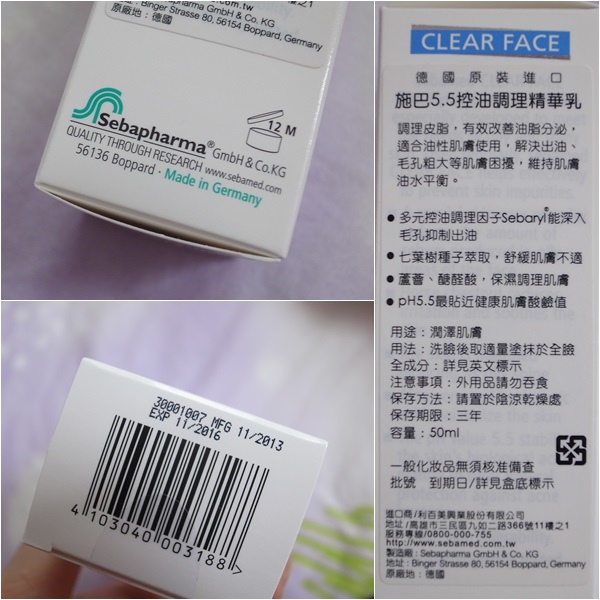 com.tw
Sebapharma GmbH & Co. KG
Binger Strasse 80, 56154 Boppard, Germany
原廠地:德國
12 M
Sebapharma® GmbH & Co.KG
QUALITY THROUGH RESEARCH www.sebamed.com
56136 Boppard · Made in Germany
30001007 MFG 11/2013
EXP 11/2016
4 103040 003188 >
CLEAR FACE
德國原裝進口
施巴5.5控油調理精華乳
調理皮脂,有效改善油脂分泌,
適合油性肌膚使用,解決出油、
毛孔粗大等肌膚困擾,維持肌膚
油水平衡。
● 多元控油調理因子Sebaryl®能深入
毛孔抑制出油
● 七葉樹種子萃取,舒緩肌膚不適
● 蘆薈、醣醛酸,保濕調理肌膚
● pH5.5最貼近健康肌膚酸鹼值
用途:潤澤肌膚
用法:洗臉後取適量塗抹於全臉
全成分:詳見英文標示
注意事項:外用品請勿吞食
保存方法:請置於陰涼乾燥處
保存期限:三年
容量:50ml
一般化妝品無須核准備查
批號 到期日/詳見盒底標示
進口商/利百美興業股份有限公司
地址/高雄市三民區九如二路366號11樓之1
服務專線/0800-000-755
http://www.sebamed.com.tw
製造廠:Sebapharma GmbH & Co. KG
地址:Binger Strasse 80, 56154 Boppard, Germany
原廠地:德國